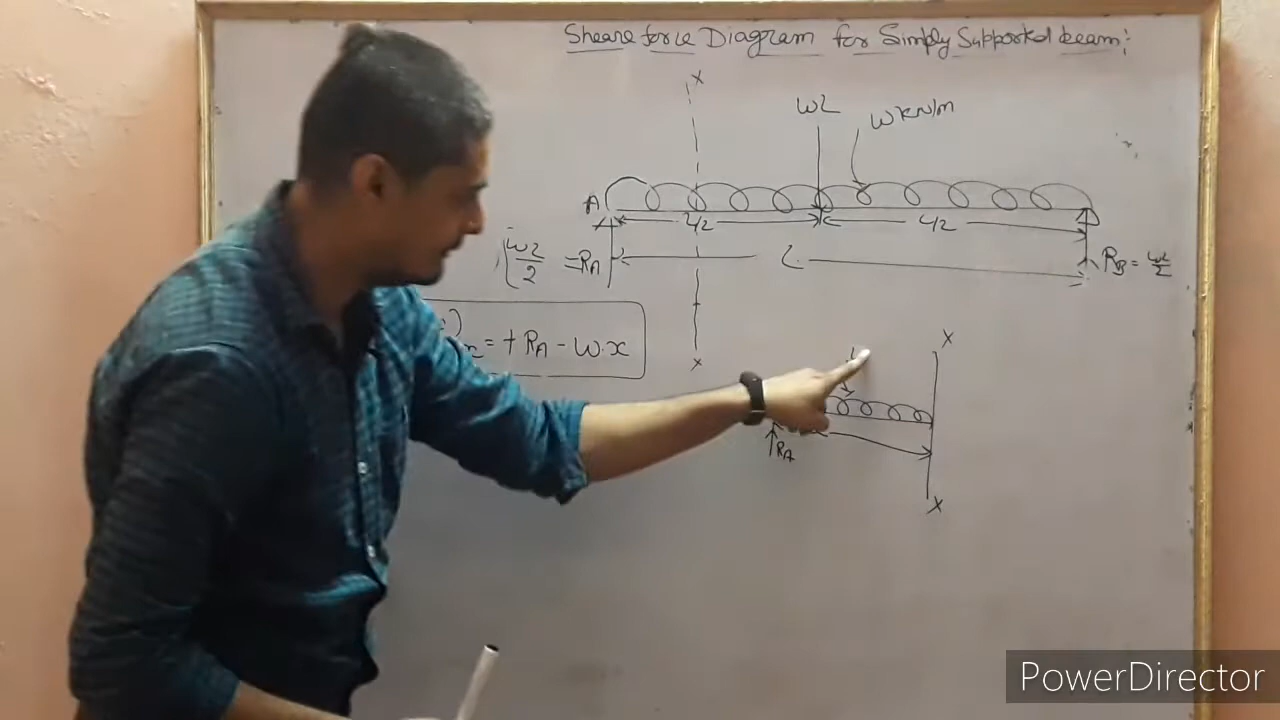 Sheare force Diagram for Simply Supported beam:
x
wL
w kN/m
A
L/2
L/2
wL/2 = RA
L
RB = wL/2
= + RA - w.x
x
x
RA
x
PowerDirector